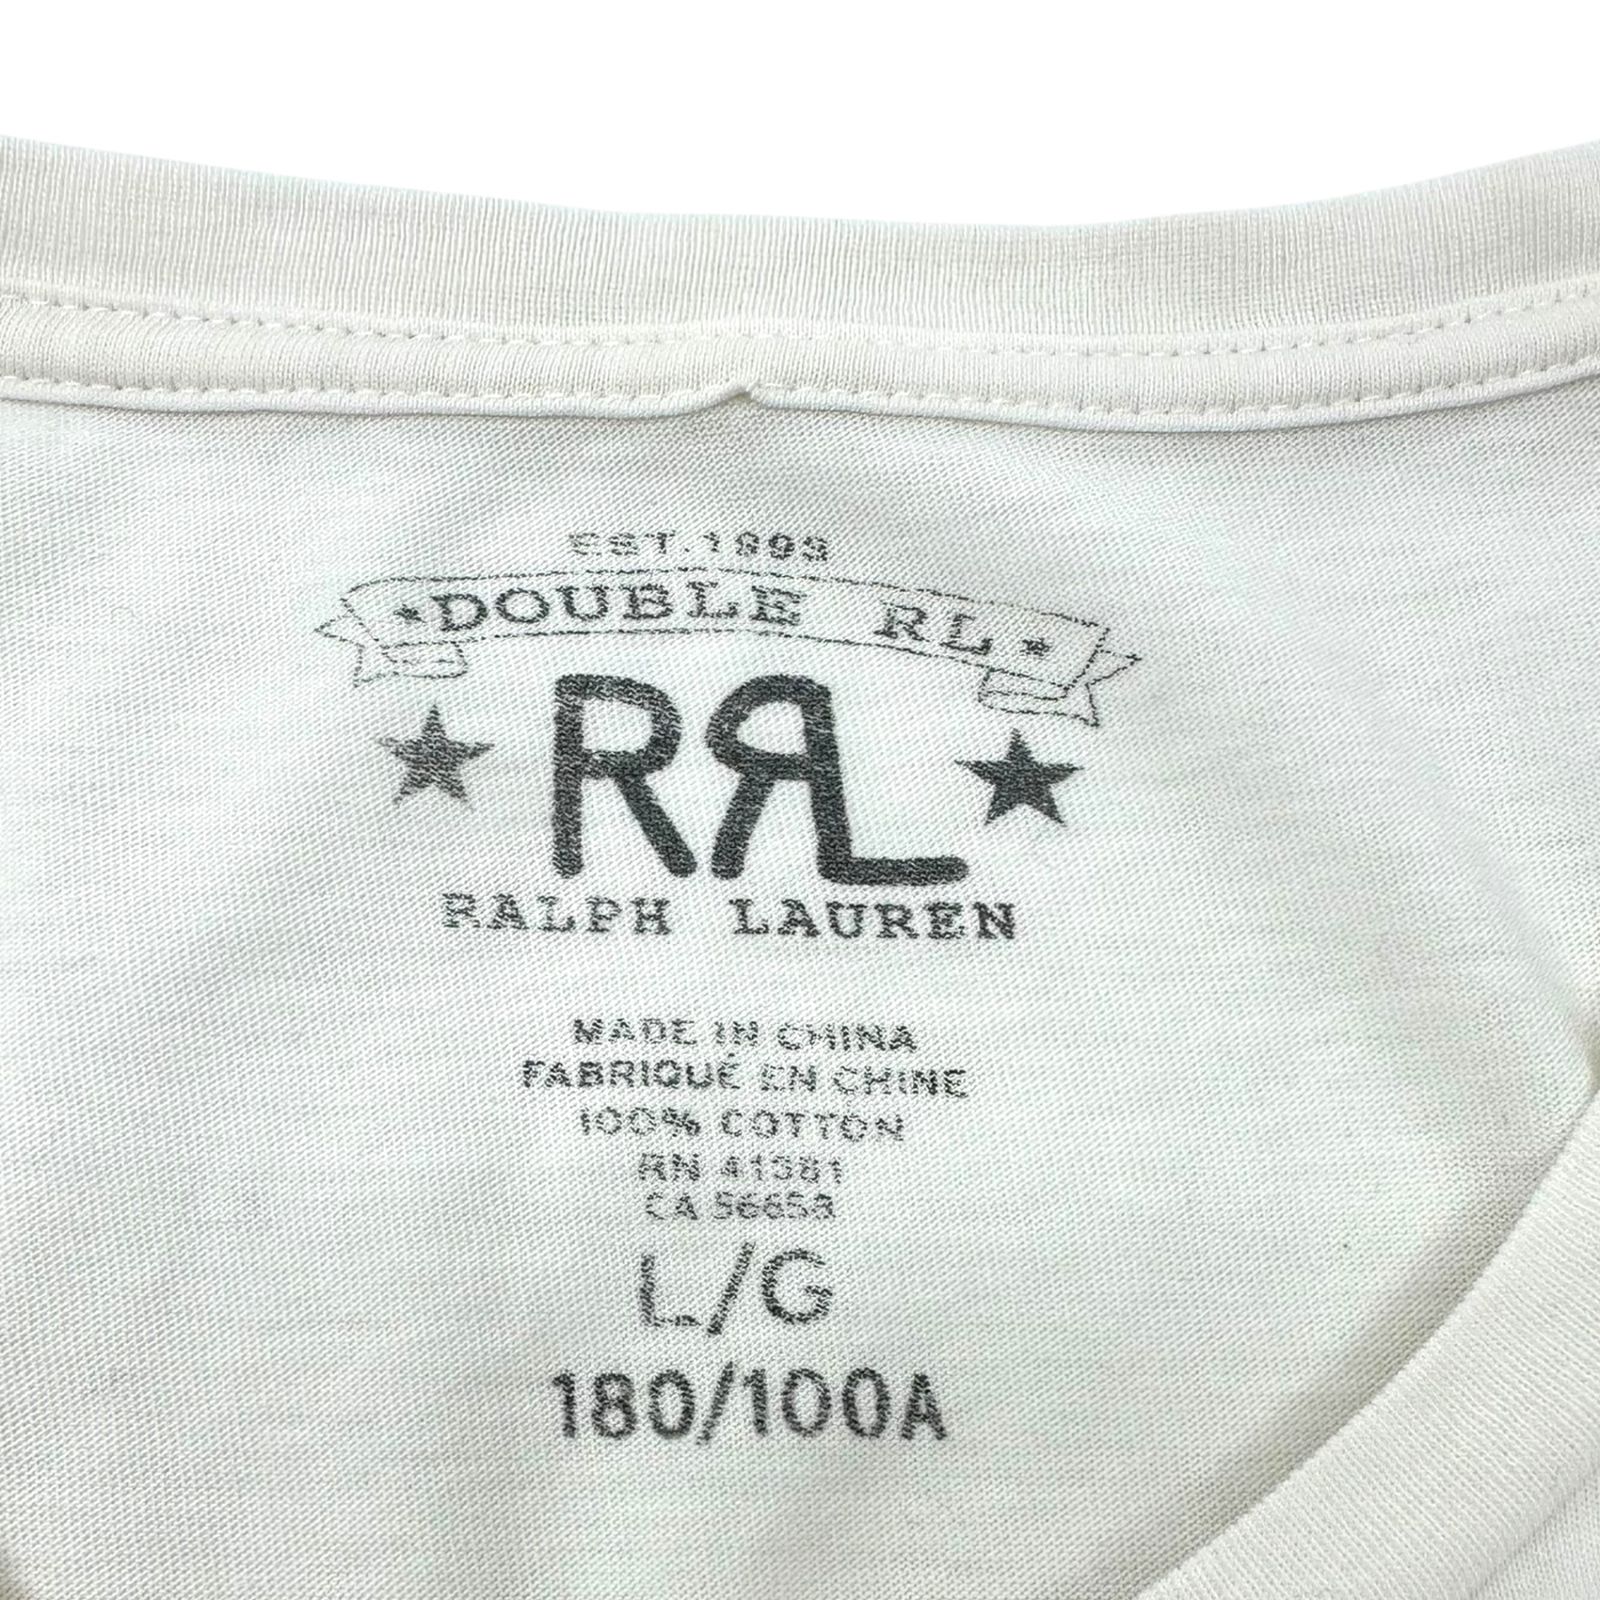 EST. 1993
★DOUBLE RL★
RRL
RALPH LAUREN
MADE IN CHINA
FABRIQUÉ EN CHINE
100% COTTON
RN 41381
CA 56658
L/G
180/100A